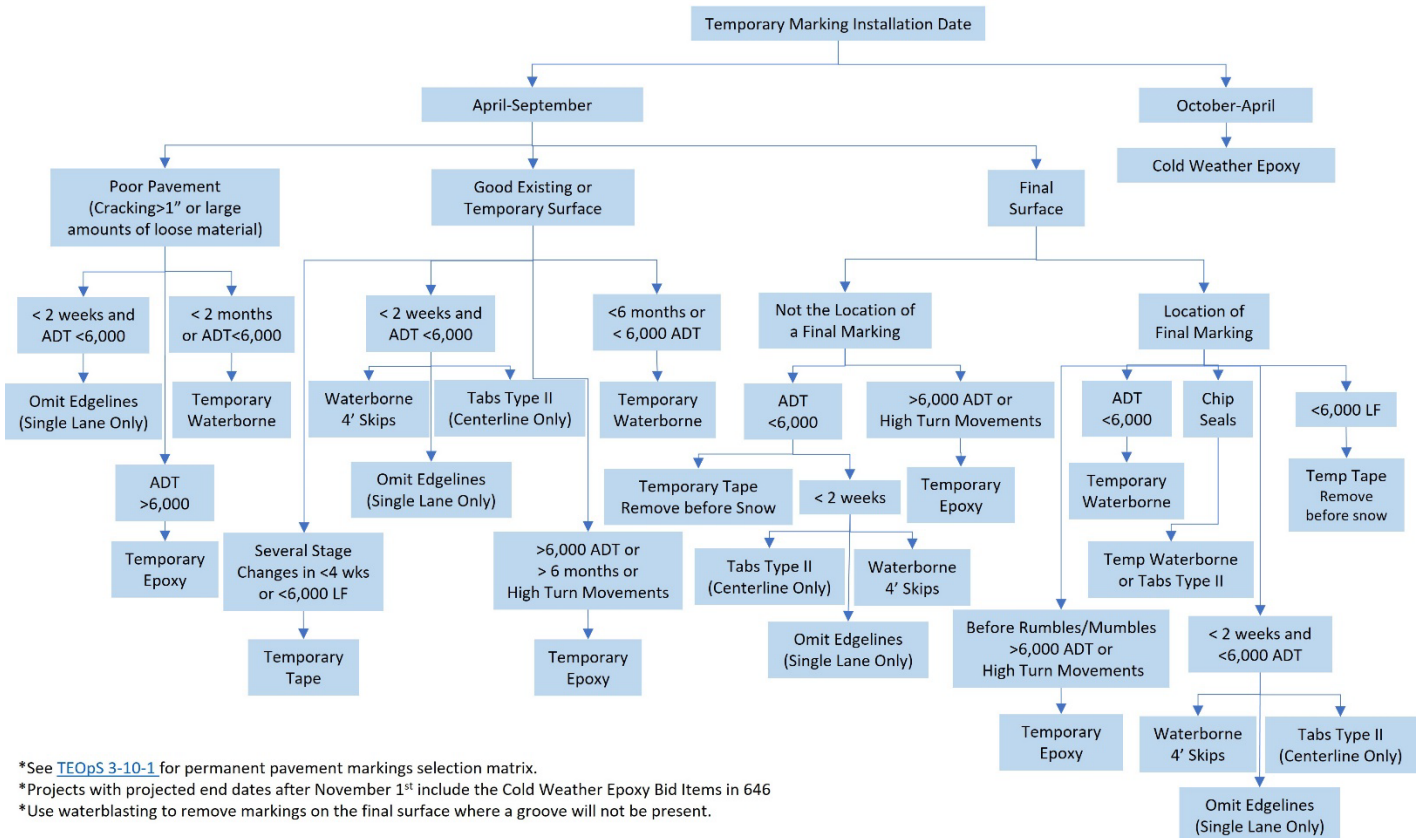 Temporary Marking Installation Date
April-September
October-April
Cold Weather Epoxy
Poor Pavement
(Cracking>1” or large
amounts of loose material)
Good Existing or
Temporary Surface
Final
Surface
< 2 weeks and
ADT <6,000
< 2 months
or ADT<6,000
< 2 weeks and
ADT <6,000
<6 months or
< 6,000 ADT
Not the Location of
a Final Marking
Location of
Final Marking
Omit Edgelines
(Single Lane Only)
Temporary
Waterborne
Waterborne
4’ Skips
Tabs Type II
(Centerline Only)
Temporary
Waterborne
ADT
<6,000
>6,000 ADT or
High Turn Movements
ADT
<6,000
Chip
Seals
<6,000 LF
ADT
>6,000
Omit Edgelines
(Single Lane Only)
Temporary Tape
Remove before Snow
< 2 weeks
Temporary
Epoxy
Temporary
Waterborne
Temp Tape
Remove
before snow
Temporary
Epoxy
Several Stage
Changes in <4 wks
or <6,000 LF
>6,000 ADT or
> 6 months or
High Turn Movements
Tabs Type II
(Centerline Only)
Waterborne
4’ Skips
Temp Waterborne
or Tabs Type II
Omit Edgelines
(Single Lane Only)
Before Rumbles/Mumbles
>6,000 ADT or
High Turn Movements
< 2 weeks and
<6,000 ADT
Temporary
Tape
Temporary
Epoxy
Temporary
Epoxy
Waterborne
4’ Skips
Tabs Type II
(Centerline Only)
Omit Edgelines
(Single Lane Only)
*See TEOpS 3-10-1 for permanent pavement markings selection matrix.
*Projects with projected end dates after November 1st include the Cold Weather Epoxy Bid Items in 646
*Use waterblasting to remove markings on the final surface where a groove will not be present.